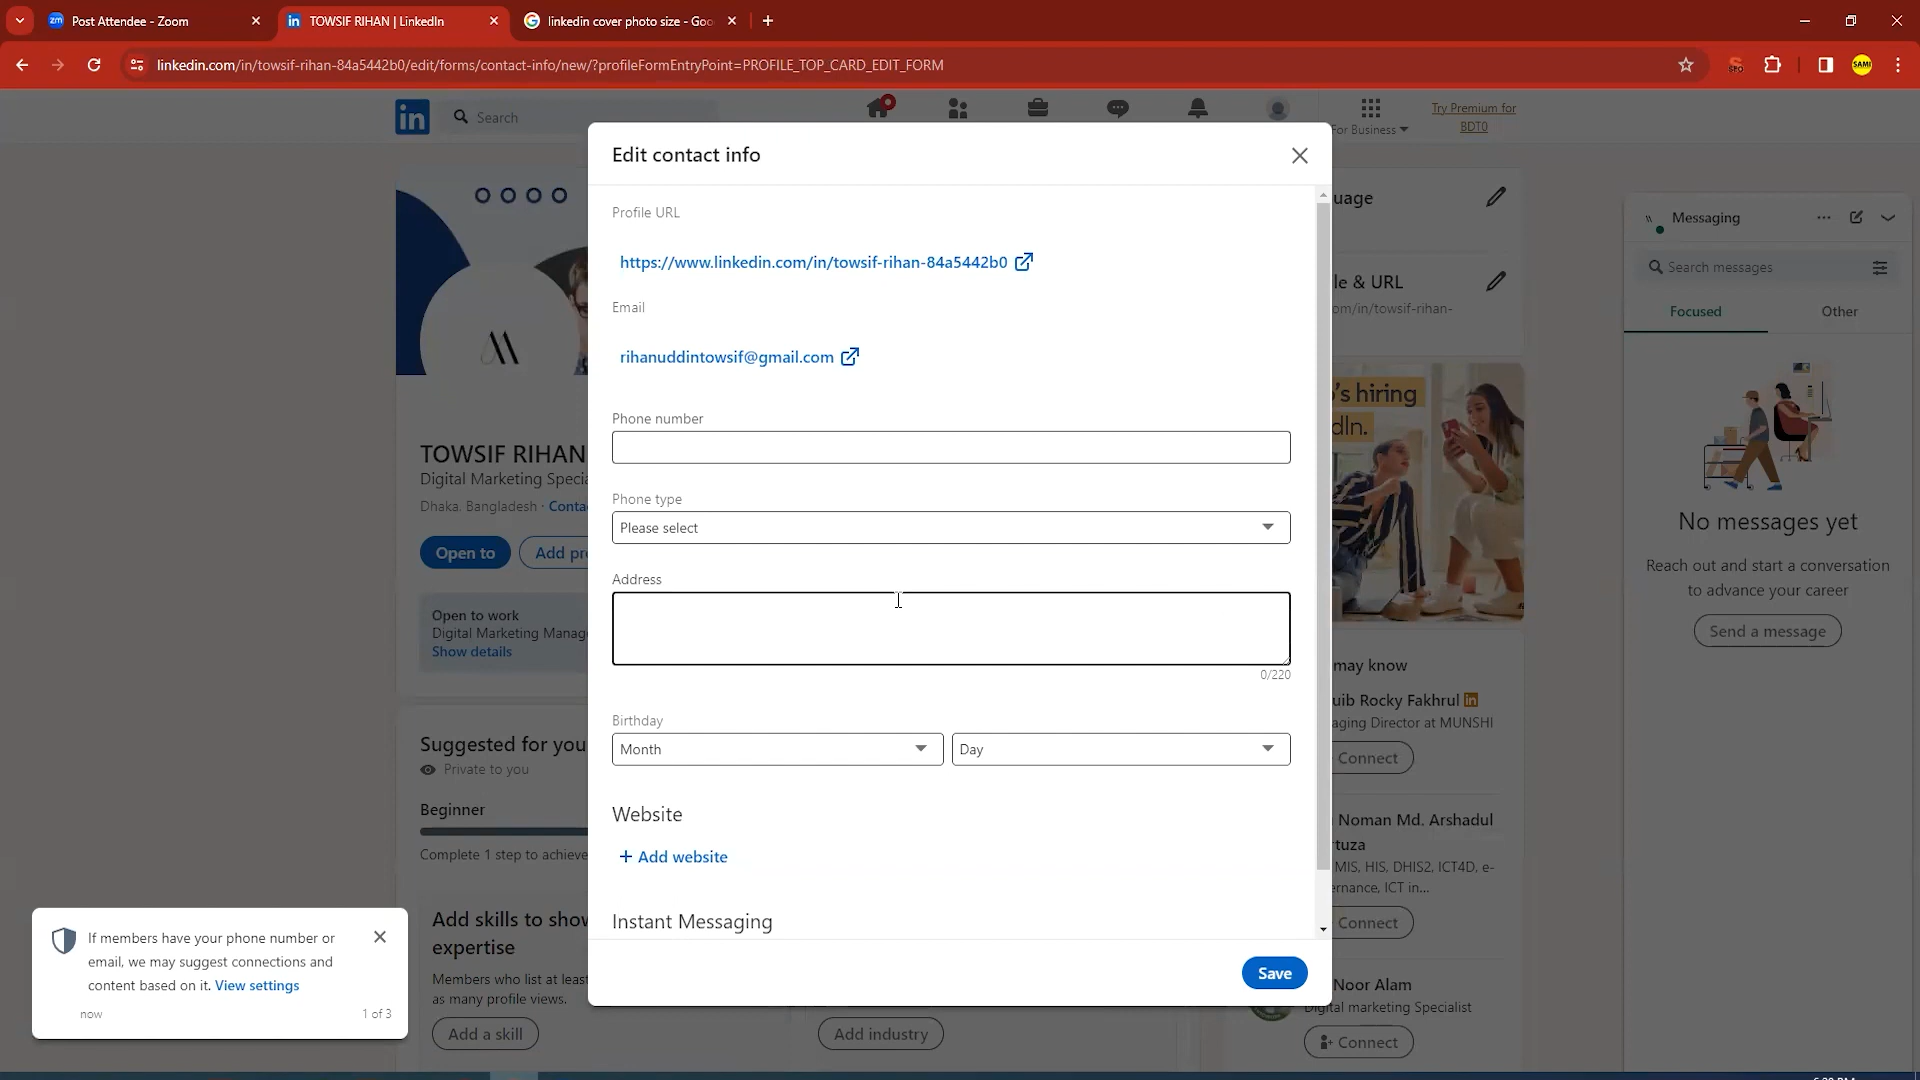 Post Attendee - Zoom
TOWSIF RIHAN | LinkedIn
linkedin cover photo size - Goo
linkedin.com/in/towsif-rihan-84a5442b0/edit/forms/contact-info/new/?profileFormEntryPoint=PROFILE_TOP_CARD_EDIT_FORM
Search
For Business
Try Premium for
BDT0
Edit contact info
Profile URL
https://www.linkedin.com/in/towsif-rihan-84a5442b0
Email
rihanuddintowsif@gmail.com
Phone number
Phone type
Please select
Address
0/220
Birthday
Month
Day
Website
+ Add website
Instant Messaging
Save
TOWSIF RIHAN
Digital Marketing Specia
Dhaka, Bangladesh · Conta
Open to
Add pr
Open to work
Digital Marketing Manag
Show details
Suggested for you
Private to you
Beginner
Complete 1 step to achieve
Add skills to show
expertise
Members who list at least
as many profile views.
Add a skill
Add industry
If members have your phone number or
email, we may suggest connections and
content based on it. View settings
now
1 of 3
uage
le & URL
om/in/towsif-rihan-
's hiring
dIn.
may know
uib Rocky Fakhrul
aging Director at MUNSHI
Connect
Noman Md. Arshadul
rtuza
MIS, HIS, DHIS2, ICT4D, e-
ernance, ICT in...
Connect
Noor Alam
Digital marketing Specialist
Connect
Messaging
Search messages
Focused
Other
No messages yet
Reach out and start a conversation
to advance your career
Send a message